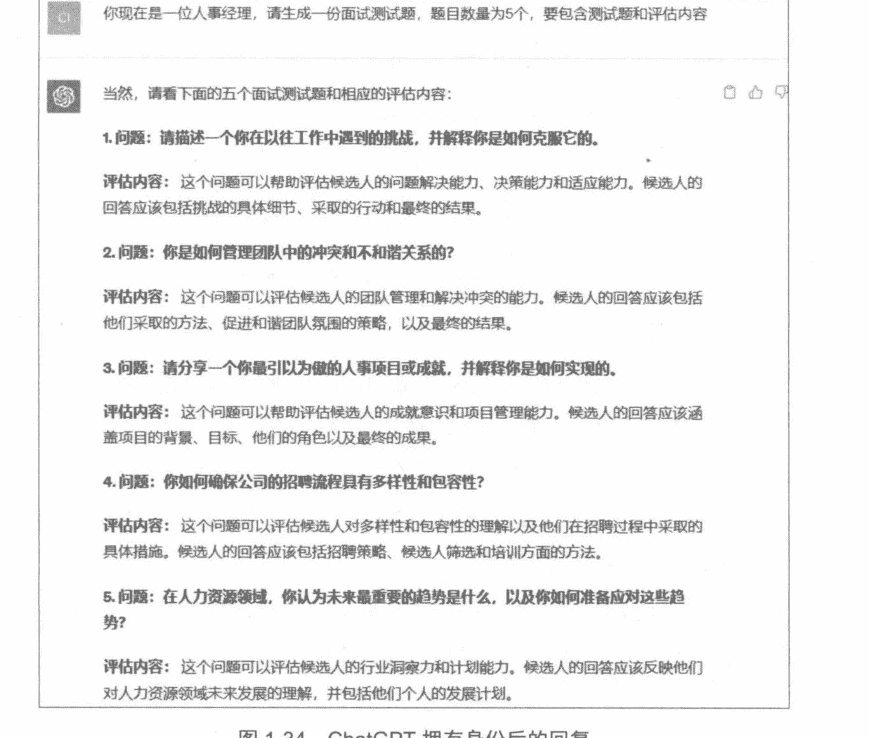 CI
你现在是一位人事经理，请生成一份面试测试题，题目数量为5个，要包含测试题和评估内容
当然，请看下面的五个面试测试题和相应的评估内容：
1. 问题：请描述一个你在以往工作中遇到的挑战，并解释你是如何克服它的。
评估内容： 这个问题可以帮助评估候选人的问题解决能力、决策能力和适应能力。候选人的
回答应该包括挑战的具体细节、采取的行动和最终的结果。
2. 问题：你是如何管理团队中的冲突和不和谐关系的？
评估内容： 这个问题可以评估候选人的团队管理和解决冲突的能力。候选人的回答应该包括
他们采取的方法、促进和谐团队氛围的策略，以及最终的结果。
3. 问题：请分享一个你最引以为傲的人事项目或成就，并解释你是如何实现的。
评估内容： 这个问题可以帮助评估候选人的成就意识和项目管理能力。候选人的回答应该涵
盖项目的背景、目标、他们的角色以及最终的成果。
4. 问题：你如何确保公司的招聘流程具有多样性和包容性？
评估内容： 这个问题可以评估候选人对多样性和包容性的理解以及他们在招聘过程中采取的
具体措施。候选人的回答应该包括招聘策略、候选人筛选和培训方面的方法。
5. 问题：在人力资源领域，你认为未来最重要的趋势是什么，以及你如何准备应对这些趋
势？
评估内容： 这个问题可以评估候选人的行业洞察力和计划能力。候选人的回答应该反映他们
对人力资源领域未来发展的理解，并包括他们个人的发展计划。
图 1-34 ChatGPT 拥有身份后的回复